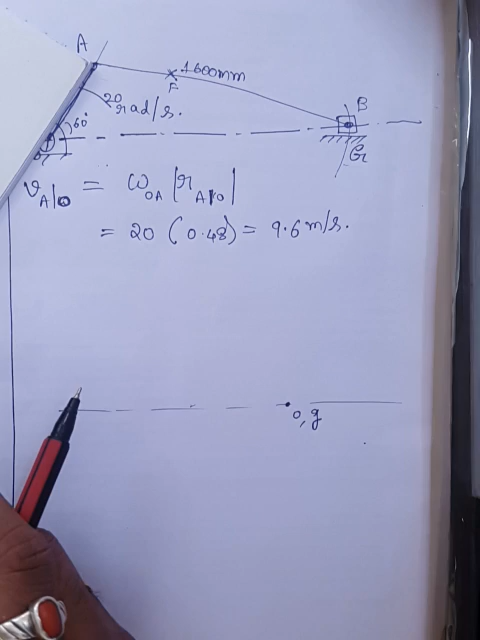 A
1600mm
F
20 rad/s.
60°
B
G
V_A/O = ω_OA |r_A/O|
= 20 (0.48) = 9.6 m/s.
o, g